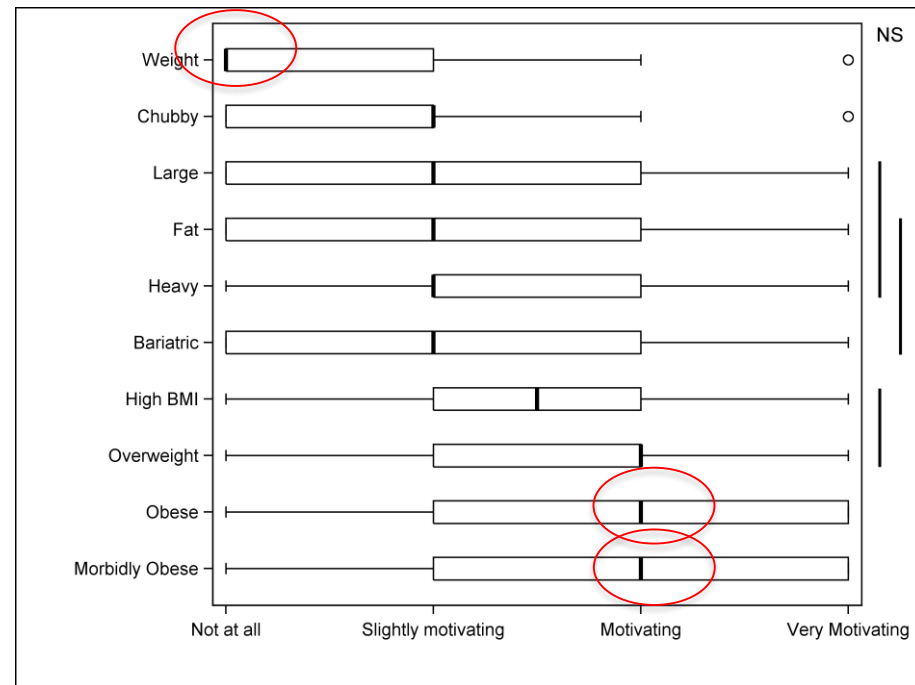 NS
Weight
Chubby
Large
Fat
Heavy
Bariatric
High BMI
Overweight
Obese
Morbidly Obese
Not at all Slightly motivating Motivating Very Motivating